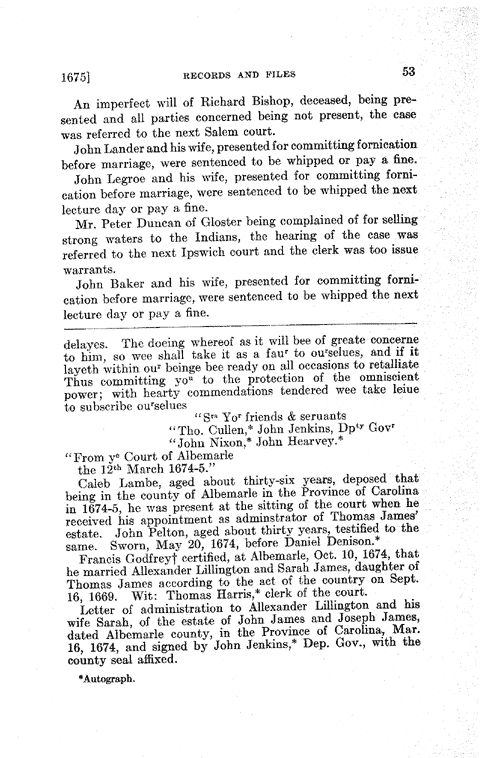 1675] RECORDS AND FILES 53
An imperfect will of Richard Bishop, deceased, being pre-
sented and all parties concerned being not present, the case
was referred to the next Salem court.
John Lander and his wife, presented for committing fornication
before marriage, were sentenced to be whipped or pay a fine.
John Legroe and his wife, presented for committing forni-
cation before marriage, were sentenced to be whipped the next
lecture day or pay a fine.
Mr. Peter Duncan of Gloster being complained of for selling
strong waters to the Indians, the hearing of the case was
referred to the next Ipswich court and the clerk was too issue
warrants.
John Baker and his wife, presented for committing forni-
cation before marriage, were sentenced to be whipped the next
lecture day or pay a fine.
delayes. The doeing whereof as it will bee of greate concerne
to him, so wee shall take it as a fauʳ to ouʳselues, and if it
layeth within ouʳ beinge bee ready on all occasions to retalliate
Thus committing yoᵘ to the protection of the omniscient
power; with hearty commendations tendered wee take leiue
to subscribe ouʳselues
"Sʳˢ Yoʳ friends & seruants
"Tho. Cullen,* John Jenkins, Dpᵗʸ Govʳ
"John Nixon,* John Hearvey.*
"From yᵉ Court of Albemarle
the 12ᵗʰ March 1674-5."
Caleb Lambe, aged about thirty-six years, deposed that
being in the county of Albemarle in the Province of Carolina
in 1674-5, he was present at the sitting of the court when he
received his appointment as adminstrator of Thomas James'
estate. John Pelton, aged about thirty years, testified to the
same. Sworn, May 20, 1674, before Daniel Denison.*
Francis Godfrey† certified, at Albemarle, Oct. 10, 1674, that
he married Allexander Lillington and Sarah James, daughter of
Thomas James according to the act of the country on Sept.
16, 1669. Wit: Thomas Harris,* clerk of the court.
Letter of administration to Allexander Lillington and his
wife Sarah, of the estate of John James and Joseph James,
dated Albemarle county, in the Province of Carolina, Mar.
16, 1674, and signed by John Jenkins,* Dep. Gov., with the
county seal affixed.
*Autograph.